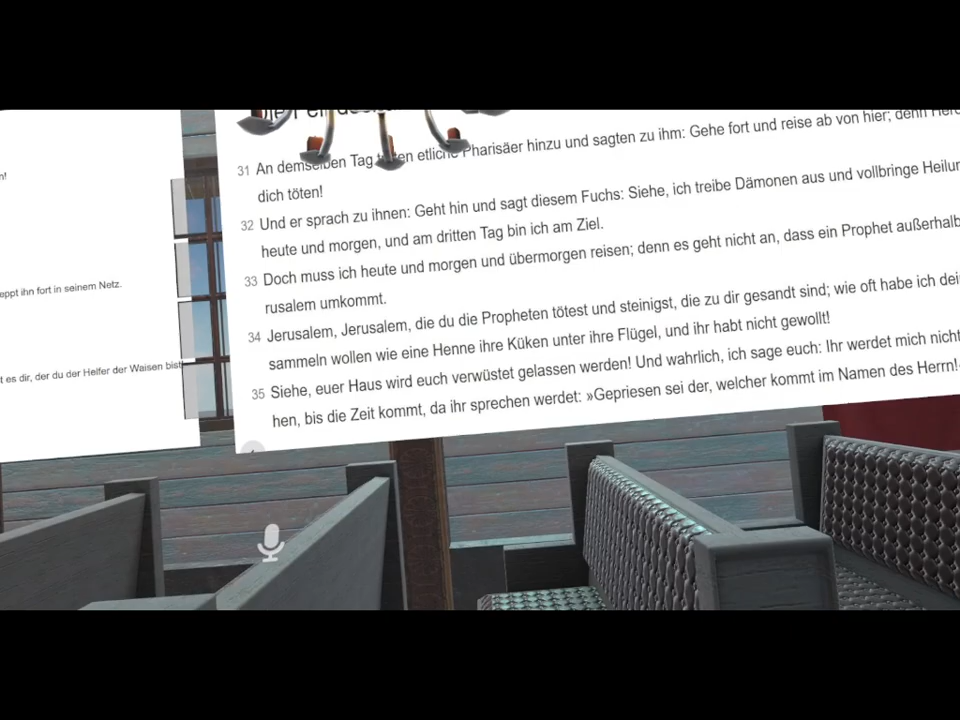 n!
eppt ihn fort in seinem Netz.
t es dir, der du der Helfer der Waisen bist
31 An demselben Tag etliche Pharisäer hinzu und sagten zu ihm: Gehe fort und reise ab von hier; denn
dich töten!
32 Und er sprach zu ihnen: Geht hin und sagt diesem Fuchs: Siehe, ich treibe Dämonen aus und vollbringe Heilun
heute und morgen, und am dritten Tag bin ich am Ziel.
33 Doch muss ich heute und morgen und übermorgen reisen; denn es geht nicht an, dass ein Prophet außerhalb
rusalem umkommt.
34 Jerusalem, Jerusalem, die du die Propheten tötest und steinigst, die zu dir gesandt sind; wie oft habe ich dei
sammeln wollen wie eine Henne ihre Küken unter ihre Flügel, und ihr habt nicht gewollt!
35 Siehe, euer Haus wird euch verwüstet gelassen werden! Und wahrlich, ich sage euch: Ihr werdet mich nicht
hen, bis die Zeit kommt, da ihr sprechen werdet: »Gepriesen sei der, welcher kommt im Namen des Herrn!«